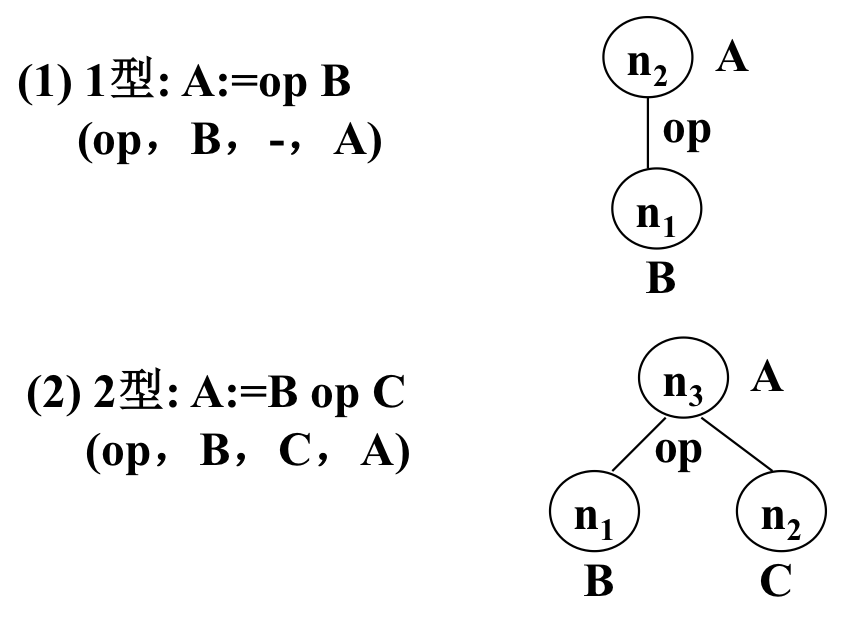 (1) 1型: A:=op B
(op，B，-，A)
n₂ A
op
n₁
B
(2) 2型: A:=B op C
(op，B，C，A)
n₃ A
op
n₁ n₂
B C